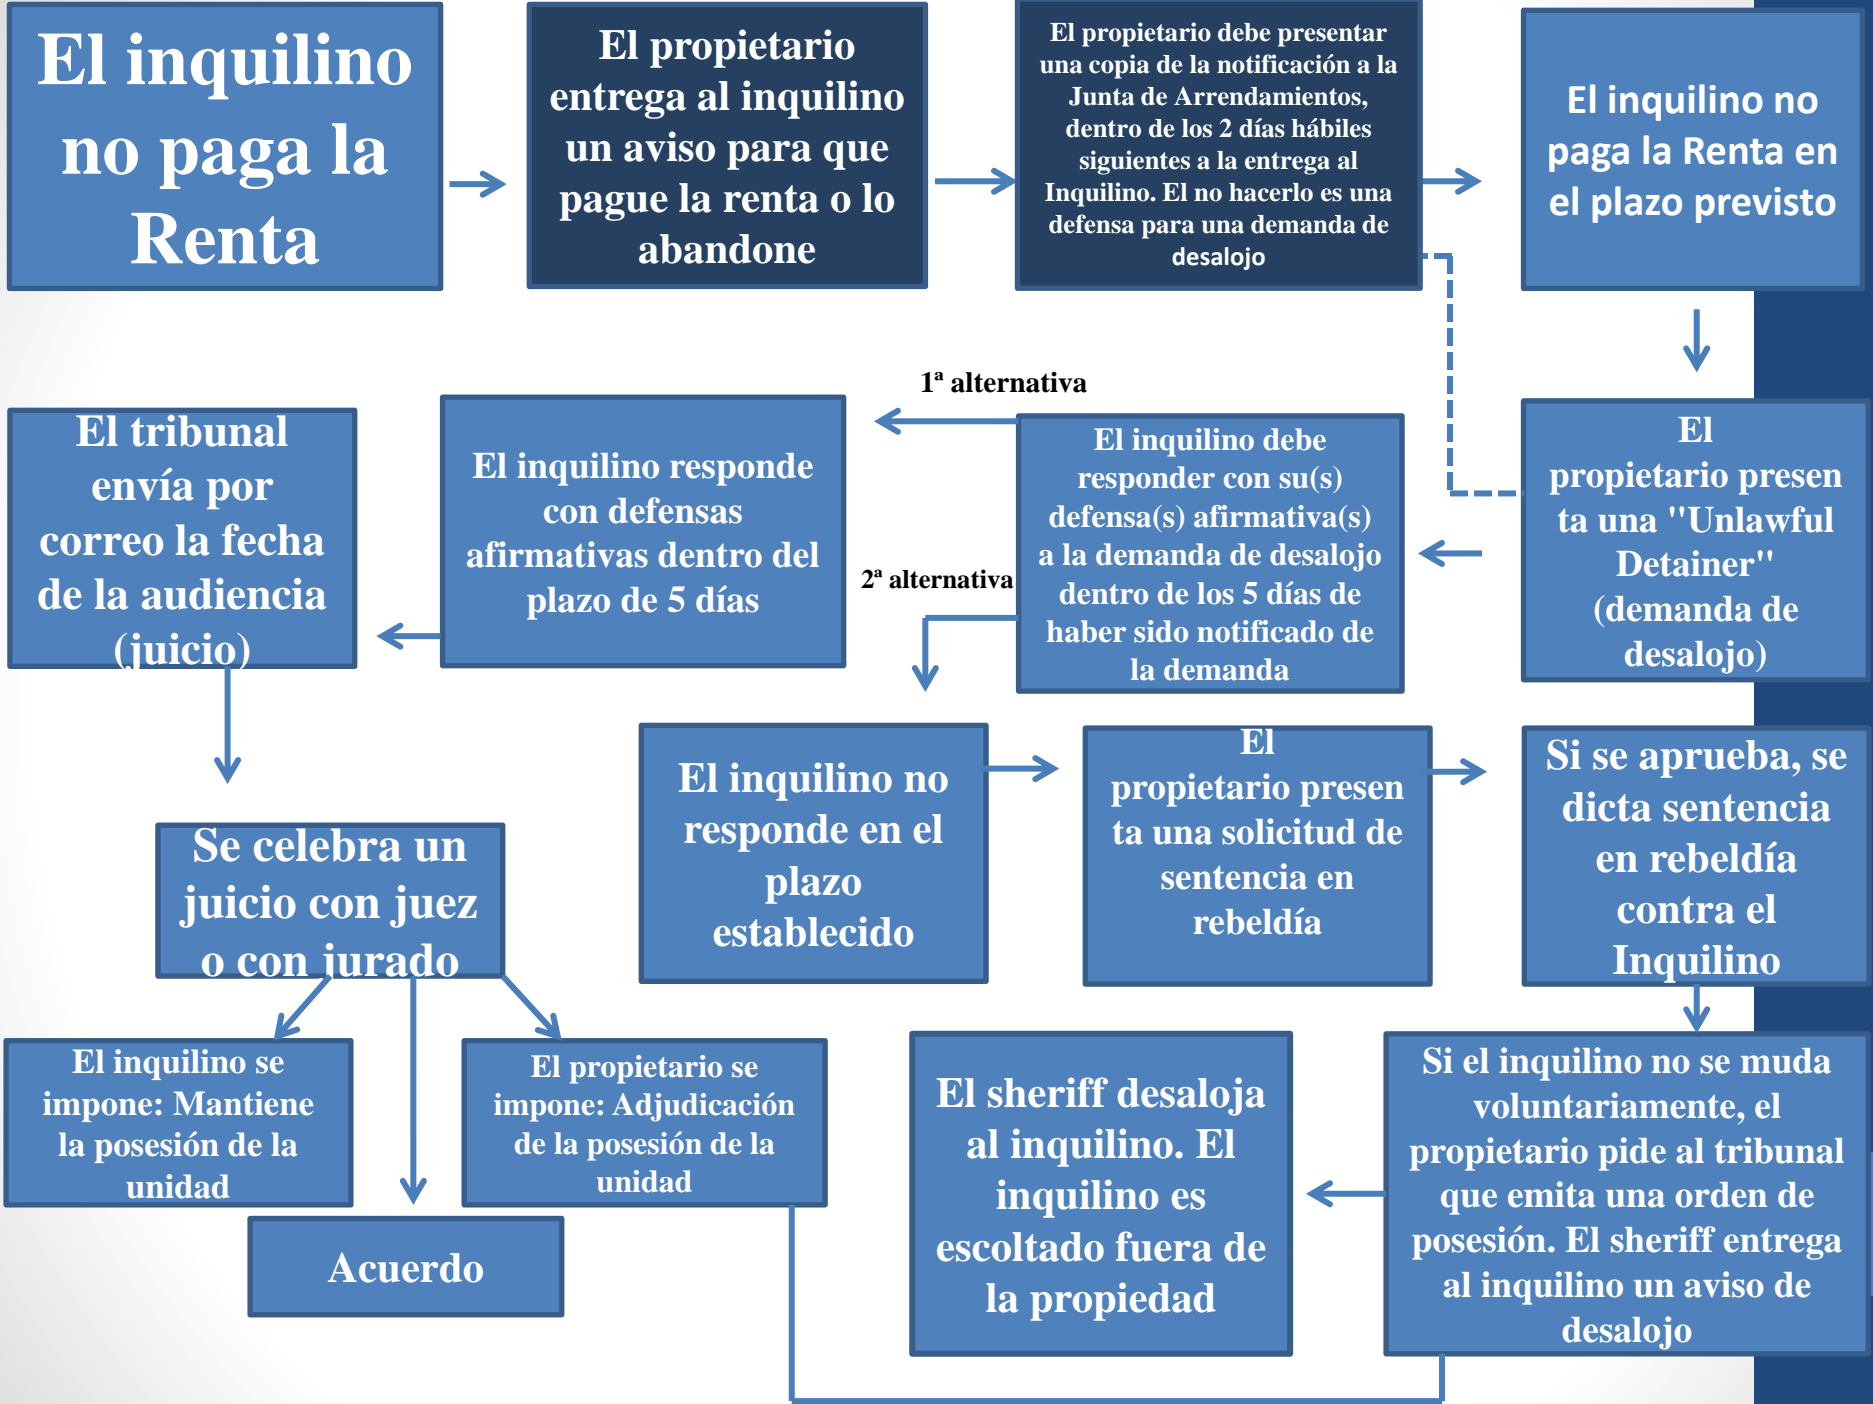 El inquilino
no paga la
Renta
El propietario
entrega al inquilino
un aviso para que
pague la renta o lo
abandone
El propietario debe presentar
una copia de la notificación a la
Junta de Arrendamientos,
dentro de los 2 días hábiles
siguientes a la entrega al
Inquilino. El no hacerlo es una
defensa para una demanda de
desalojo
El inquilino no
paga la Renta en
el plazo previsto
El
propietario presen
ta una "Unlawful
Detainer"
(demanda de
desalojo)
El inquilino debe
responder con su(s)
defensa(s) afirmativa(s)
a la demanda de desalojo
dentro de los 5 días de
haber sido notificado de
la demanda
1ª alternativa
El inquilino responde
con defensas
afirmativas dentro del
plazo de 5 días
El tribunal
envía por
correo la fecha
de la audiencia
(juicio)
2ª alternativa
El inquilino no
responde en el
plazo
establecido
El
propietario presen
ta una solicitud de
sentencia en
rebeldía
Si se aprueba, se
dicta sentencia
en rebeldía
contra el
Inquilino
Se celebra un
juicio con juez
o con jurado
El inquilino se
impone: Mantiene
la posesión de la
unidad
Acuerdo
El propietario se
impone: Adjudicación
de la posesión de la
unidad
El sheriff desaloja
al inquilino. El
inquilino es
escoltado fuera de
la propiedad
Si el inquilino no se muda
voluntariamente, el
propietario pide al tribunal
que emita una orden de
posesión. El sheriff entrega
al inquilino un aviso de
desalojo